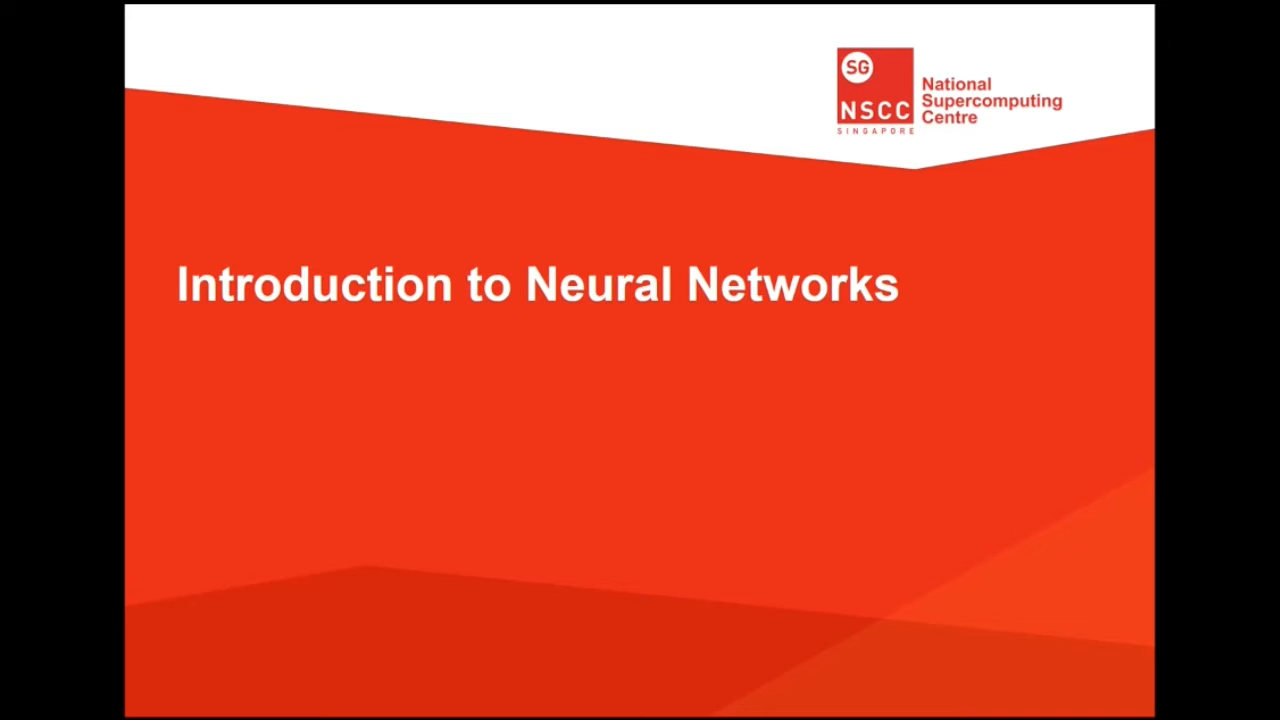 SG
NSCC
SINGAPORE
National
Supercomputing
Centre
Introduction to Neural Networks